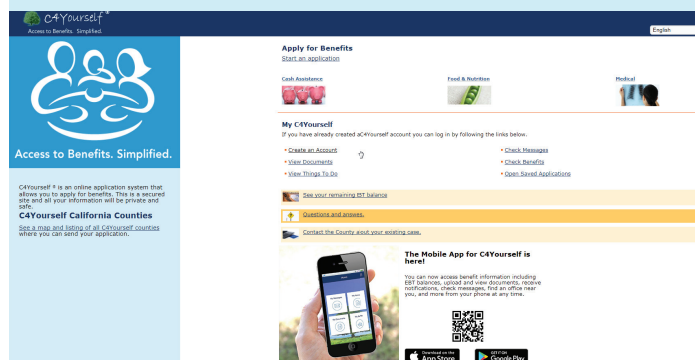 C4Yourself®
Access to Benefits. Simplified.
English
Access to Benefits. Simplified.
C4Yourself ® is an online application system that
allows you to apply for benefits. This is a secured
site and all your information will be private and
safe.
C4Yourself California Counties
See a map and listing of all C4Yourself counties
where you can send your application.
Apply for Benefits
Start an application
Cash Assistance
Food & Nutrition
Medical
My C4Yourself
If you have already created aC4Yourself account you can log in by following the links below.
Create an Account
View Documents
View Things To Do
Check Messages
Check Benefits
Open Saved Applications
See your remaining EBT balance
Questions and answers.
Contact the County about your existing case.
The Mobile App for C4Yourself is
here!
You can now access benefit information including
EBT balances, upload and view documents, receive
notifications, check messages, find an office near
you, and more from your phone at any time.
Download on the
App Store
GET IT ON
Google Play